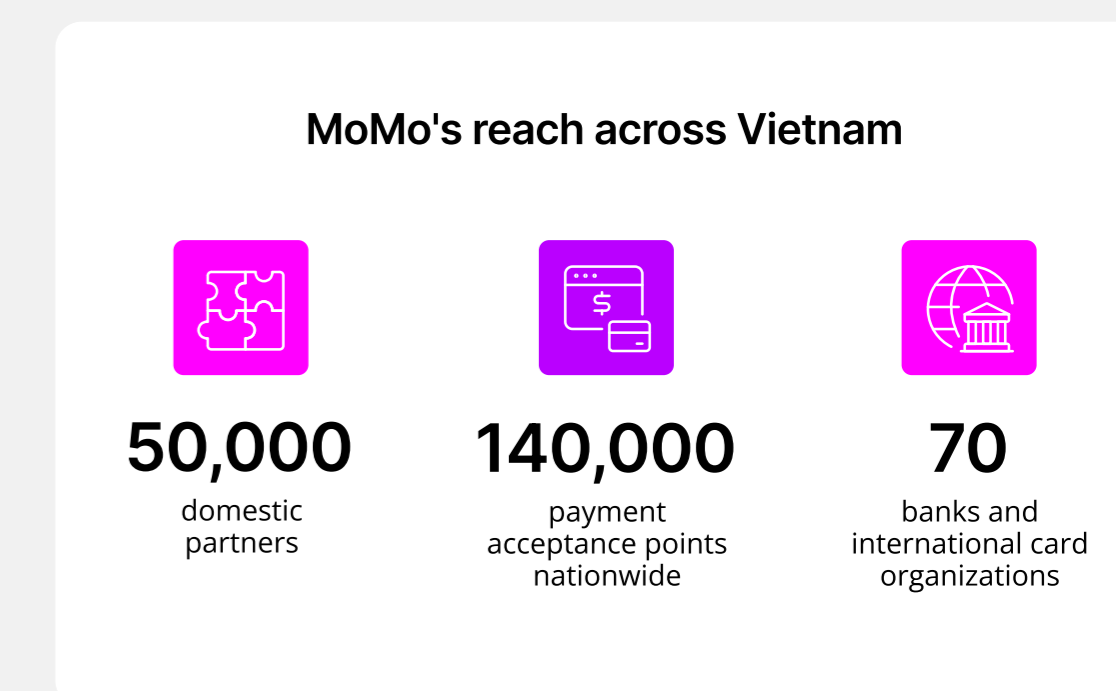 MoMo's reach across Vietnam
50,000
domestic
partners
140,000
payment
acceptance points
nationwide
70
banks and
international card
organizations